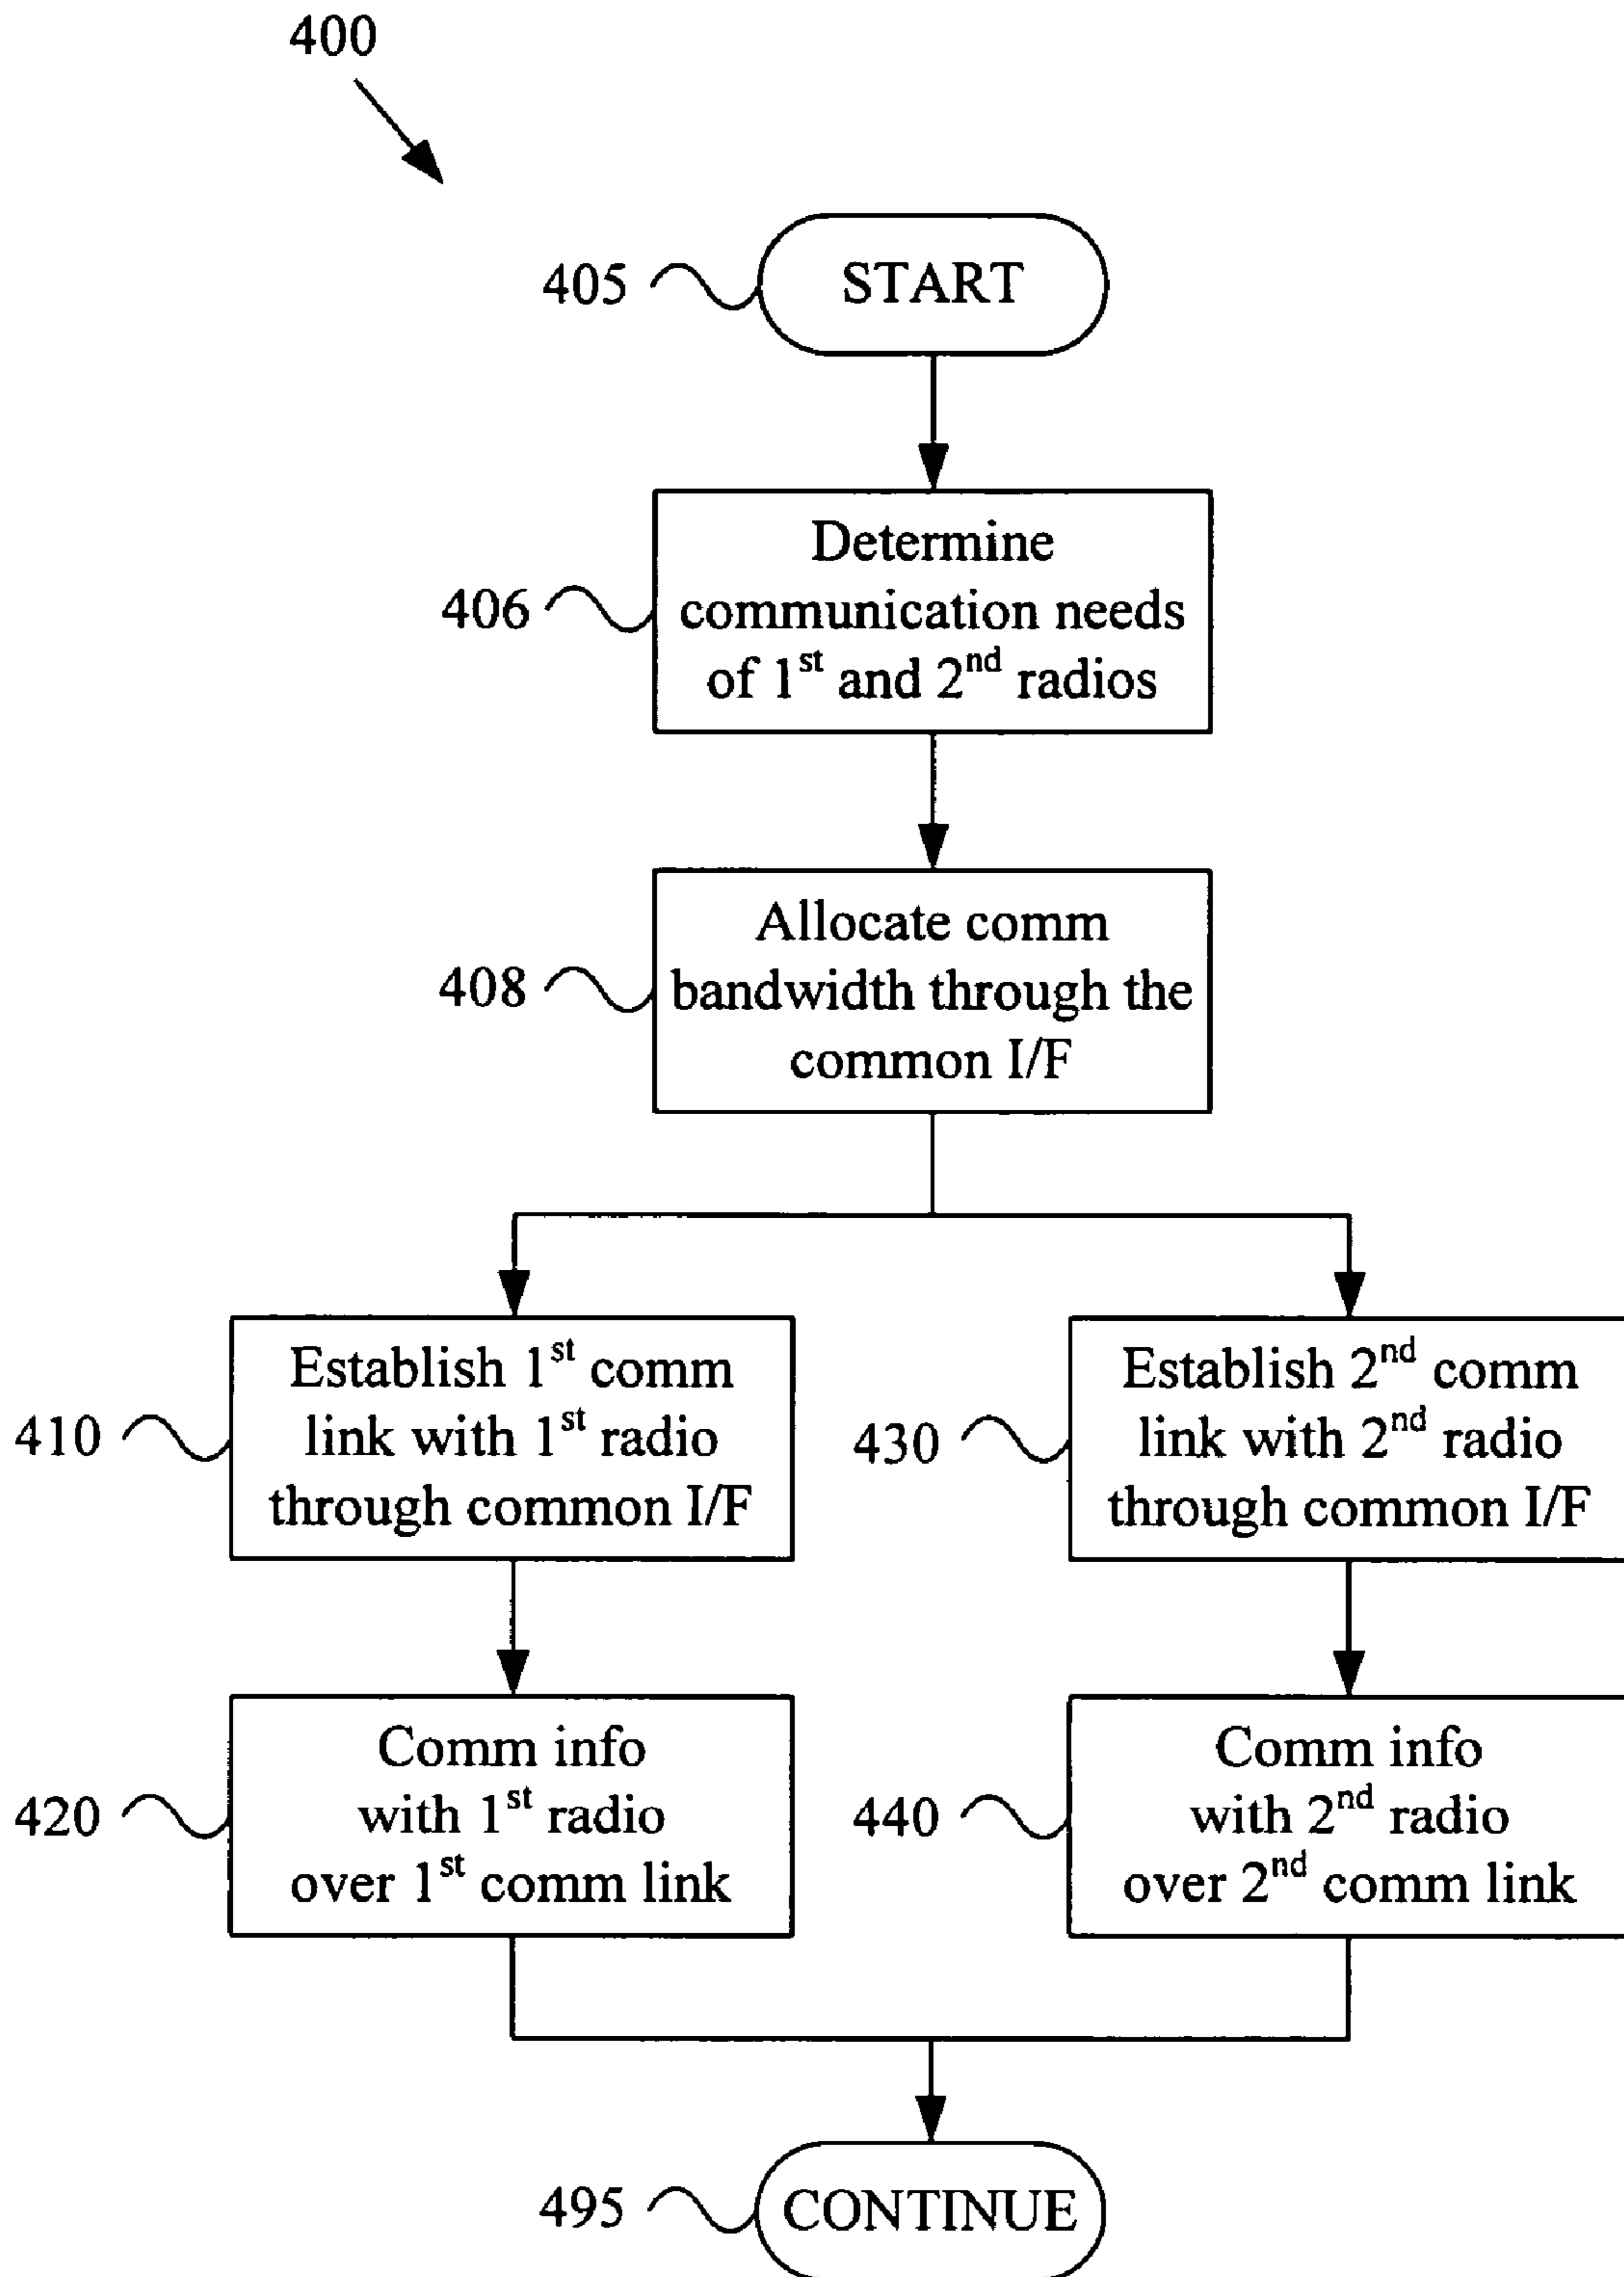 400
405
START
406
Determine
communication needs
of 1st and 2nd radios
408
Allocate comm
bandwidth through the
common I/F
410
Establish 1st comm
link with 1st radio
through common I/F
430
Establish 2nd comm
link with 2nd radio
through common I/F
420
Comm info
with 1st radio
over 1st comm link
440
Comm info
with 2nd radio
over 2nd comm link
495
CONTINUE